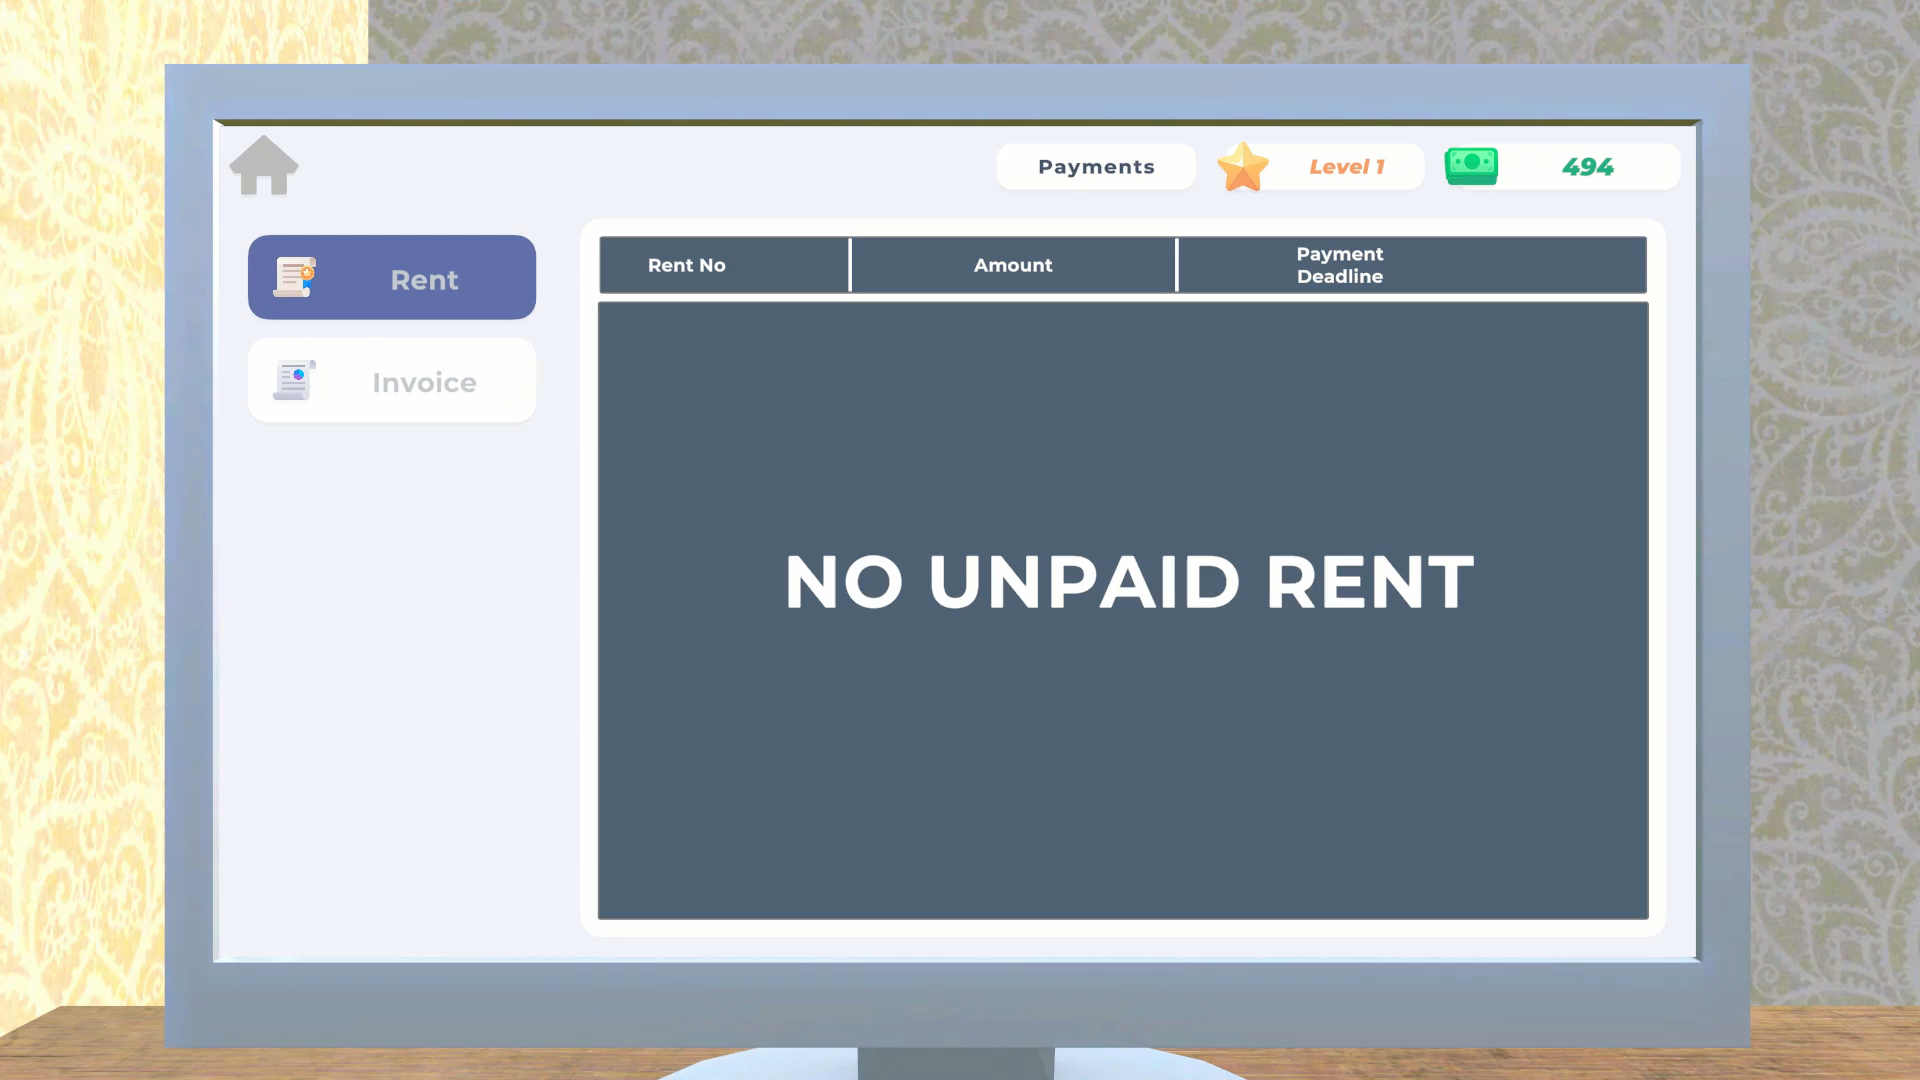 Payments
Level 1
494
Rent
Invoice
Rent No
Amount
Payment
Deadline
NO UNPAID RENT